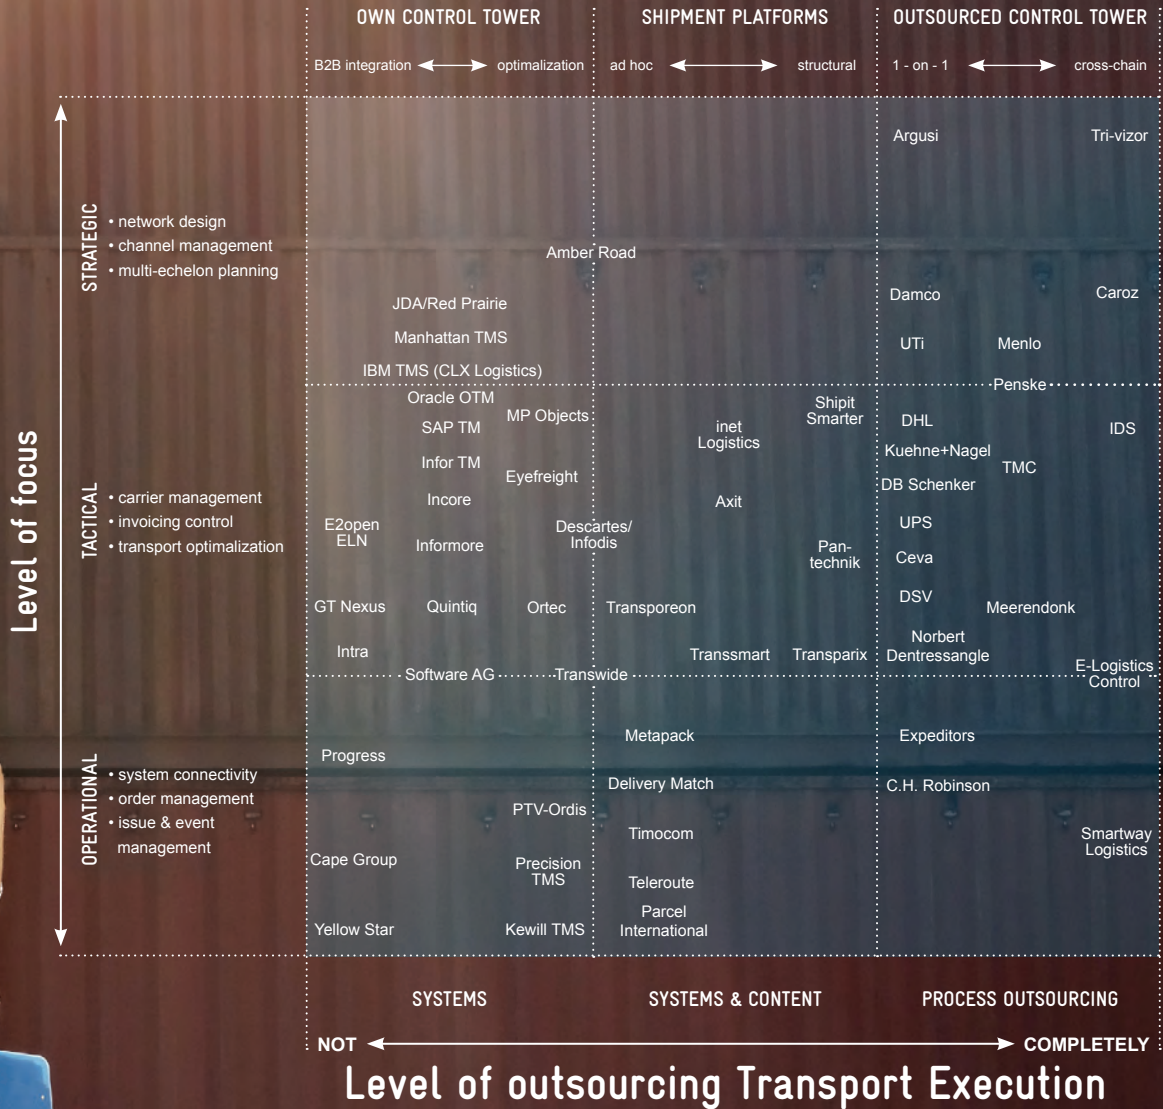 OWN CONTROL TOWER
SHIPMENT PLATFORMS
OUTSOURCED CONTROL TOWER
B2B integration
optimalization
ad hoc
structural
1 - on - 1
cross-chain
Level of focus
STRATEGIC
• network design
• channel management
• multi-echelon planning
Argusi
Tri-vizor
Amber Road
JDA/Red Prairie
Manhattan TMS
IBM TMS (CLX Logistics)
Damco
Caroz
UTi
Menlo
Penske
TACTICAL
• carrier management
• invoicing control
• transport optimalization
Oracle OTM
MP Objects
SAP TM
Infor TM
Eyefreight
Incore
E2open
ELN
Informore
Descartes/
Infodis
GT Nexus
Quintiq
Ortec
Intra
Software AG
Transwide
inet
Logistics
Shipit
Smarter
Axit
Pan-
technik
Transporeon
Transsmart
Transparix
DHL
IDS
Kuehne+Nagel
TMC
DB Schenker
UPS
Ceva
DSV
Meerendonk
Norbert
Dentressangle
E-Logistics
Control
OPERATIONAL
• system connectivity
• order management
• issue & event
management
Progress
PTV-Ordis
Cape Group
Precision
TMS
Yellow Star
Kewill TMS
Metapack
Delivery Match
Timocom
Teleroute
Parcel
International
Expeditors
C.H. Robinson
Smartway
Logistics
SYSTEMS
SYSTEMS & CONTENT
PROCESS OUTSOURCING
NOT
COMPLETELY
Level of outsourcing Transport Execution